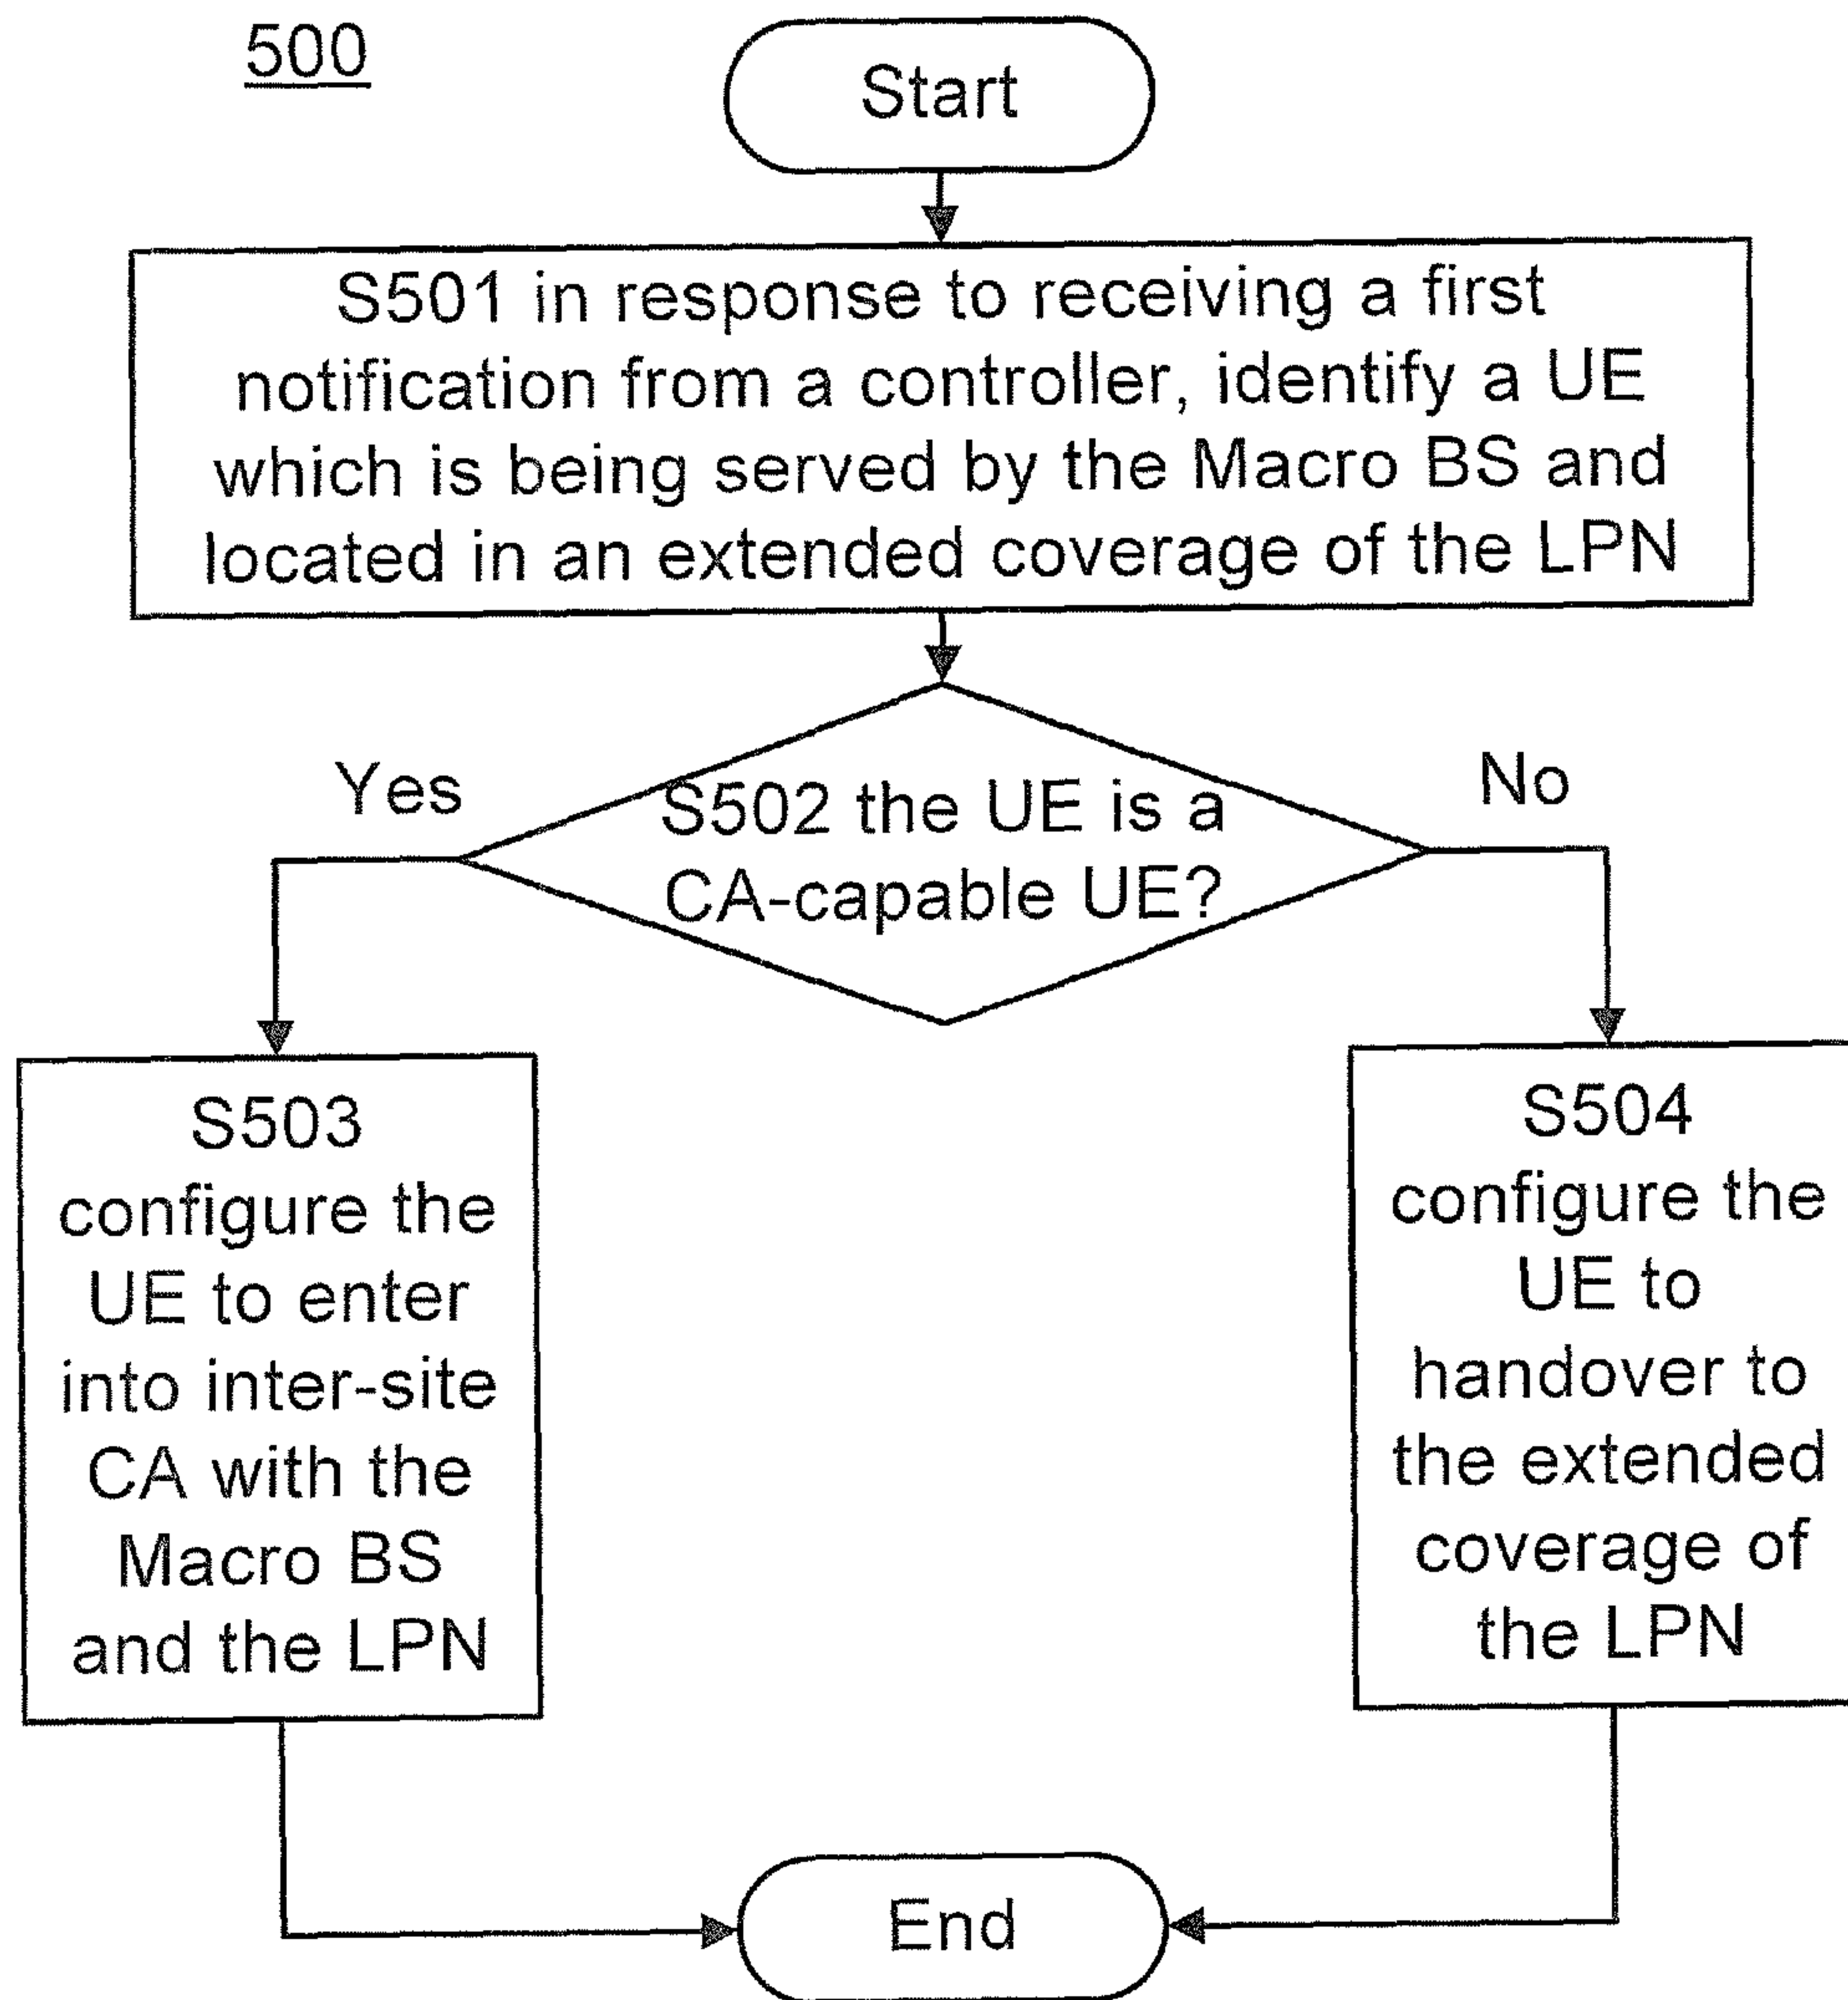 500
Start
S501 in response to receiving a first
notification from a controller, identify a UE
which is being served by the Macro BS and
located in an extended coverage of the LPN
Yes
No
S502 the UE is a
CA-capable UE?
S503
configure the
UE to enter
into inter-site
CA with the
Macro BS
and the LPN
S504
configure the
UE to
handover to
the extended
coverage of
the LPN
End